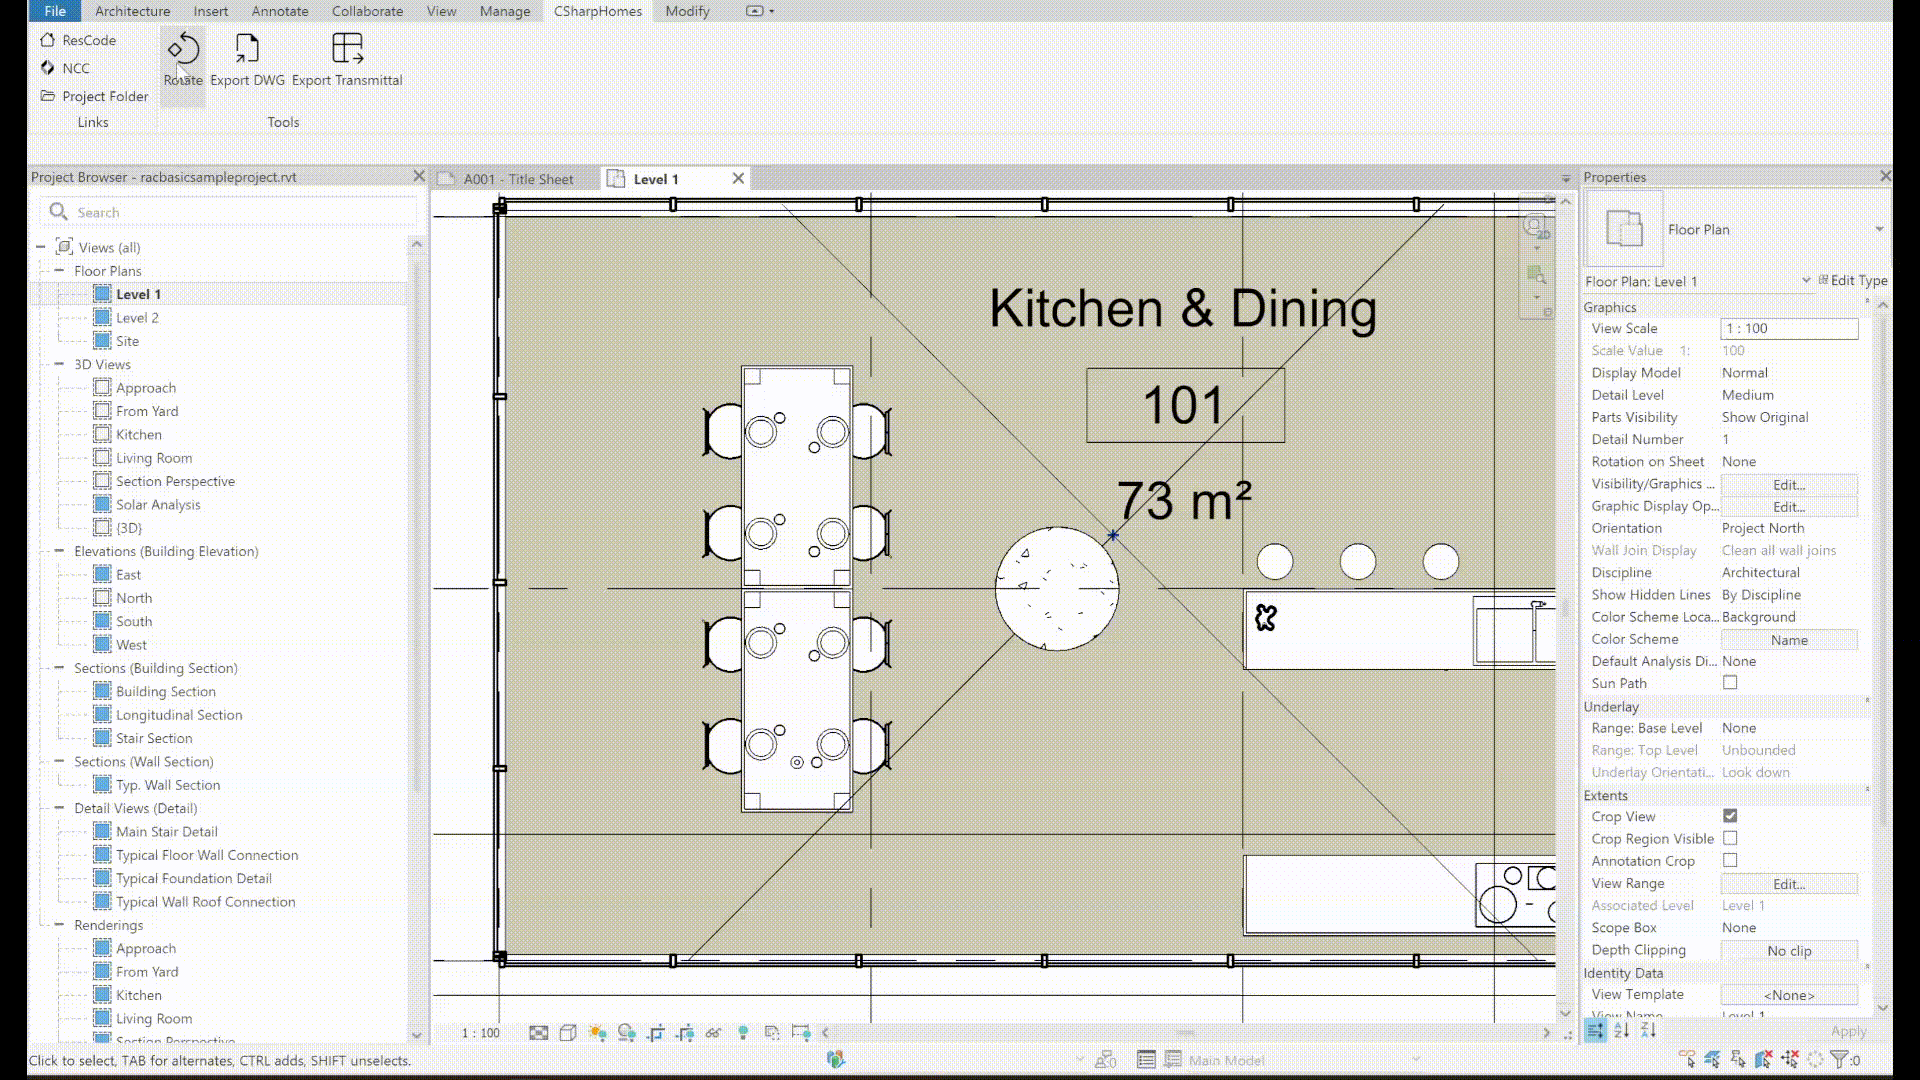 File Architecture Insert Annotate Collaborate View Manage CSharpHomes Modify
ResCode
NCC
Project Folder
Links
Rotate Export DWG Export Transmittal
Tools
Project Browser - racbasicsampleproject.rvt
Search
Views (all)
Floor Plans
Level 1
Level 2
Site
3D Views
Approach
From Yard
Kitchen
Living Room
Section Perspective
Solar Analysis
{3D}
Elevations (Building Elevation)
East
North
South
West
Sections (Building Section)
Building Section
Longitudinal Section
Stair Section
Sections (Wall Section)
Typ. Wall Section
Detail Views (Detail)
Main Stair Detail
Typical Floor Wall Connection
Typical Foundation Detail
Typical Wall Roof Connection
Renderings
Approach
From Yard
Kitchen
Living Room
Section Perspective
A001 - Title Sheet Level 1
2D
Kitchen & Dining
101
73 m²
1 : 100
Properties
Floor Plan
Floor Plan: Level 1 Edit Type
Graphics
View Scale 1 : 100
Scale Value 1: 100
Display Model Normal
Detail Level Medium
Parts Visibility Show Original
Detail Number 1
Rotation on Sheet None
Visibility/Graphics ... Edit...
Graphic Display Op... Edit...
Orientation Project North
Wall Join Display Clean all wall joins
Discipline Architectural
Show Hidden Lines By Discipline
Color Scheme Loca... Background
Color Scheme Name
Default Analysis Di... None
Sun Path
Underlay
Range: Base Level None
Range: Top Level Unbounded
Underlay Orientati... Look down
Extents
Crop View
Crop Region Visible
Annotation Crop
View Range Edit...
Associated Level Level 1
Scope Box None
Depth Clipping No clip
Identity Data
View Template <None>
View Name Level 1
Apply
Click to select, TAB for alternates, CTRL adds, SHIFT unselects.
:0
Main Model
:0